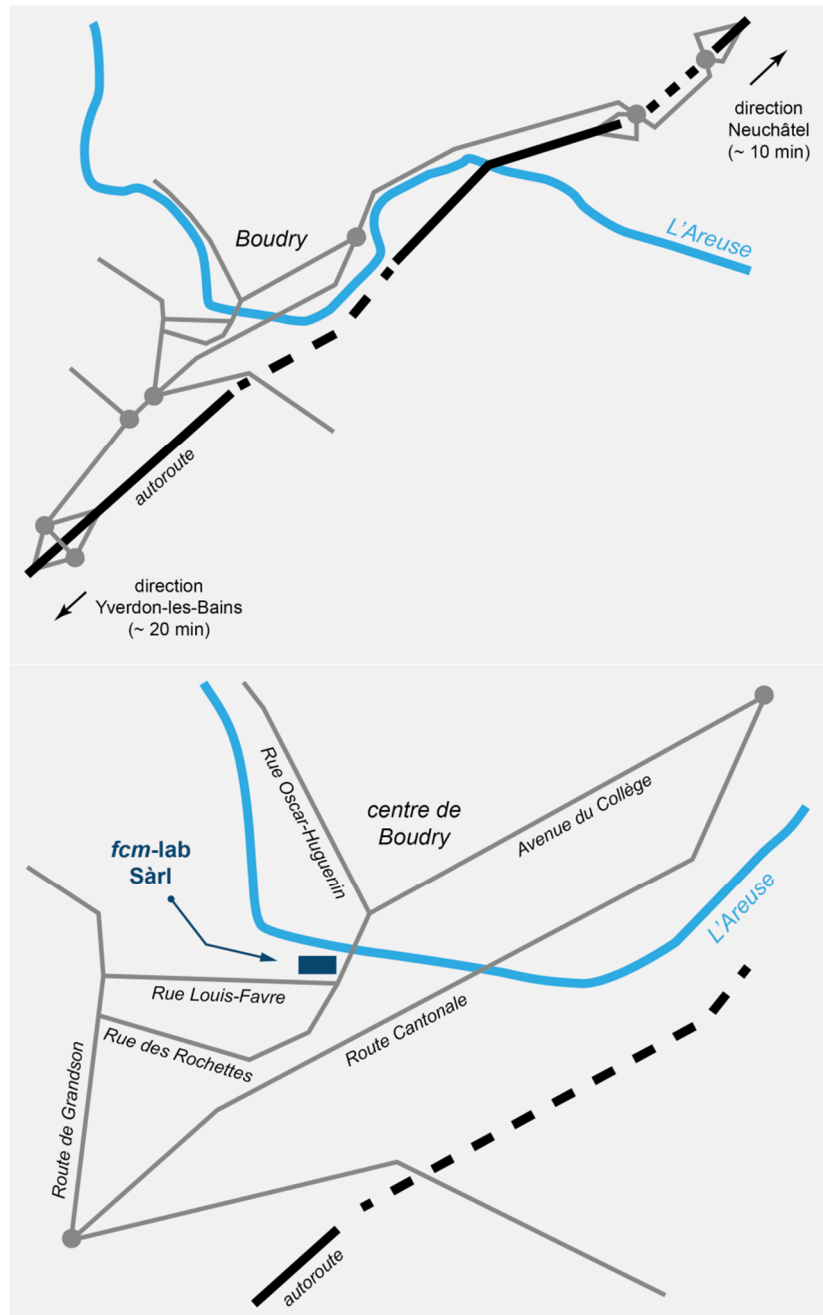 direction
Neuchâtel
(~ 10 min)
L'Areuse
Boudry
autoroute
direction
Yverdon-les-Bains
(~ 20 min)
Rue Oscar-Huguenin
centre de
Boudry
Avenue du Collège
fcm-lab
Sàrl
L'Areuse
Rue Louis-Favre
Route Cantonale
Rue des Rochettes
Route de Grandson
autoroute